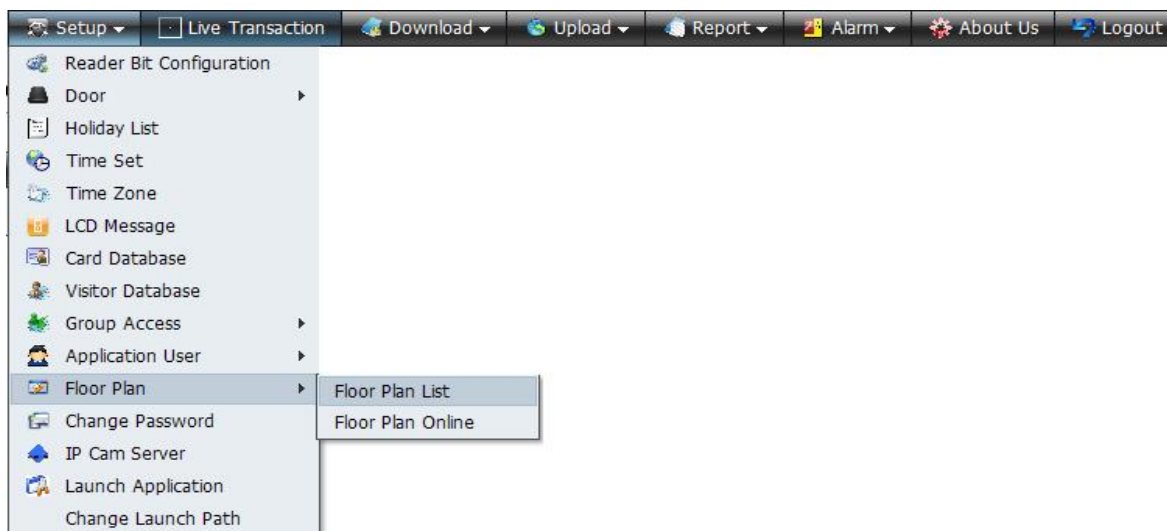 Setup Live Transaction Download Upload Report Alarm About Us Logout
Reader Bit Configuration
Door
Holiday List
Time Set
Time Zone
LCD Message
Card Database
Visitor Database
Group Access
Application User
Floor Plan
Floor Plan List
Floor Plan Online
Change Password
IP Cam Server
Launch Application
Change Launch Path